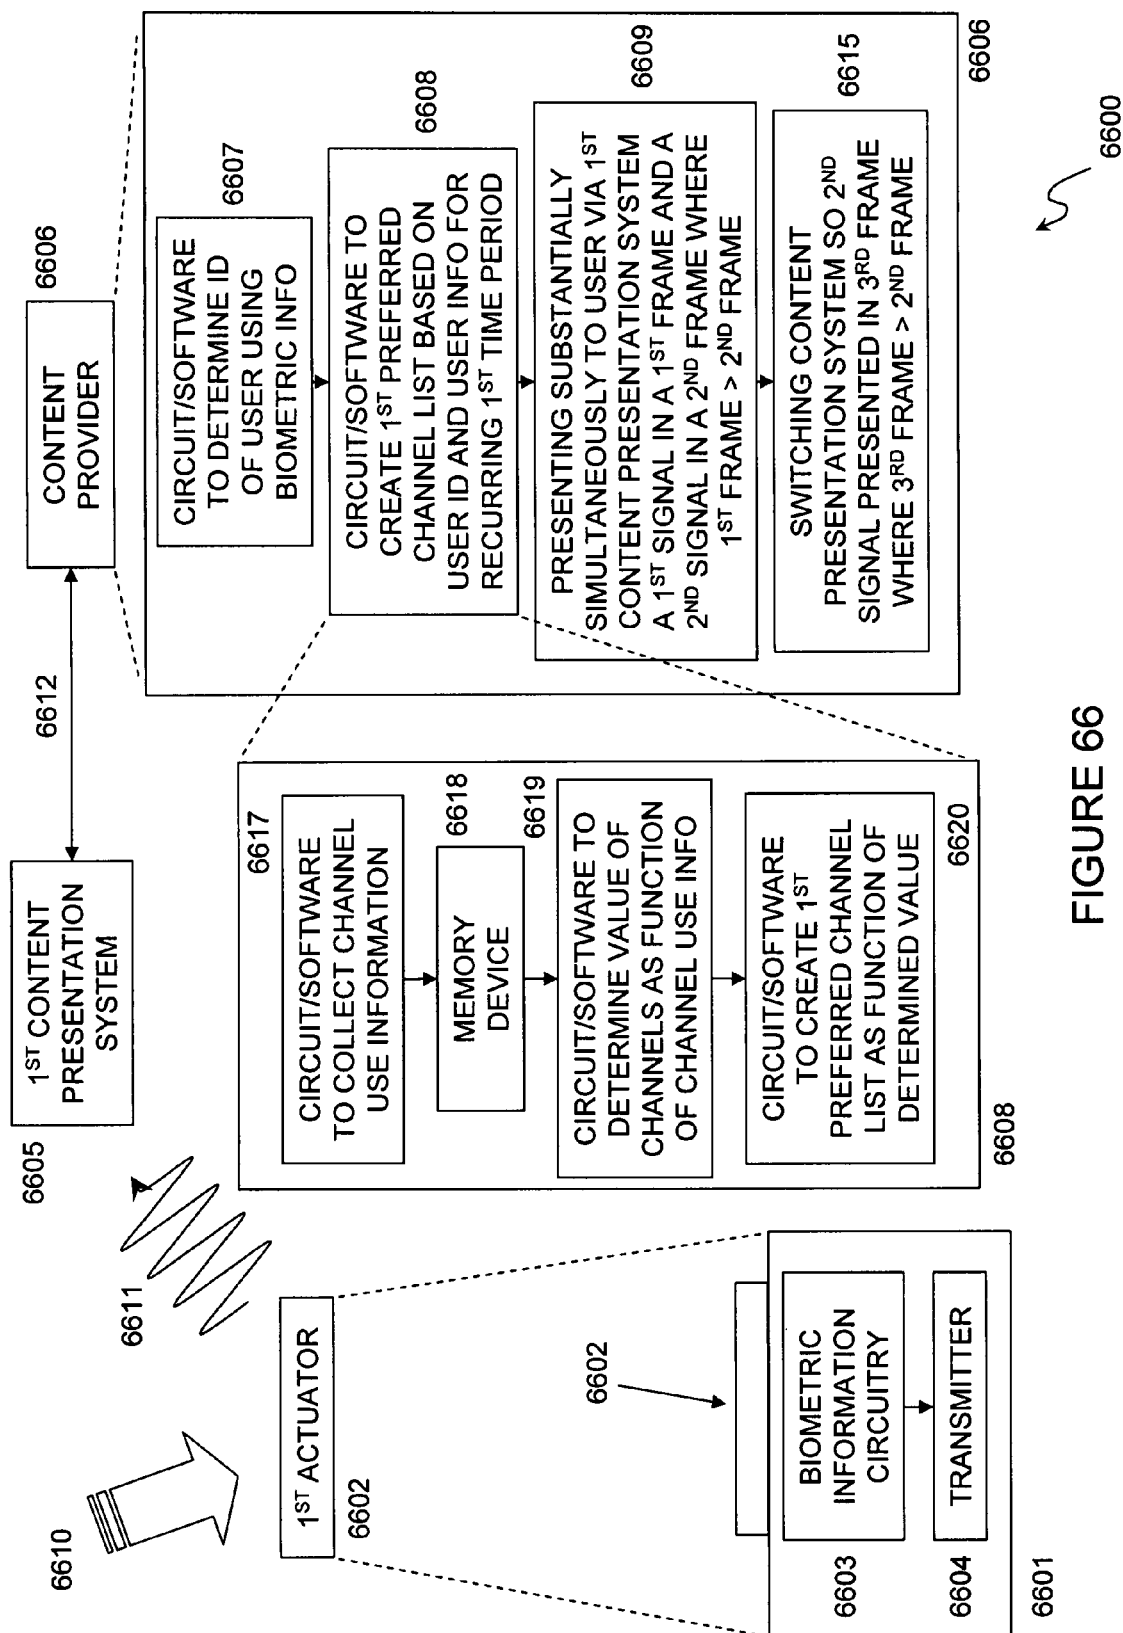 6610
1ST ACTUATOR
6602
6611
6602
BIOMETRIC
INFORMATION
CIRCUITRY
6603
TRANSMITTER
6604
6601
6605
1ST CONTENT
PRESENTATION
SYSTEM
6612
6617
CIRCUIT/SOFTWARE
TO COLLECT CHANNEL
USE INFORMATION
6618
MEMORY
DEVICE
6619
CIRCUIT/SOFTWARE TO
DETERMINE VALUE OF
CHANNELS AS FUNCTION
OF CHANNEL USE INFO
CIRCUIT/SOFTWARE
TO CREATE 1ST
PREFERRED CHANNEL
LIST AS FUNCTION OF
DETERMINED VALUE
6620
6608
CONTENT
PROVIDER
6606
6607
CIRCUIT/SOFTWARE
TO DETERMINE ID
OF USER USING
BIOMETRIC INFO
6608
CIRCUIT/SOFTWARE TO
CREATE 1ST PREFERRED
CHANNEL LIST BASED ON
USER ID AND USER INFO FOR
RECURRING 1ST TIME PERIOD
6609
PRESENTING SUBSTANTIALLY
SIMULTANEOUSLY TO USER VIA 1ST
CONTENT PRESENTATION SYSTEM
A 1ST SIGNAL IN A 1ST FRAME AND A
2ND SIGNAL IN A 2ND FRAME WHERE
1ST FRAME > 2ND FRAME
6615
SWITCHING CONTENT
PRESENTATION SYSTEM SO 2ND
SIGNAL PRESENTED IN 3RD FRAME
WHERE 3RD FRAME > 2ND FRAME
6606
6600
FIGURE 66